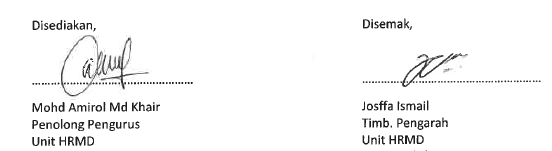 Disediakan,
Mohd Amirol Md Khair
Penolong Pengurus
Unit HRMD
Disemak,
Josffa Ismail
Timb. Pengarah
Unit HRMD